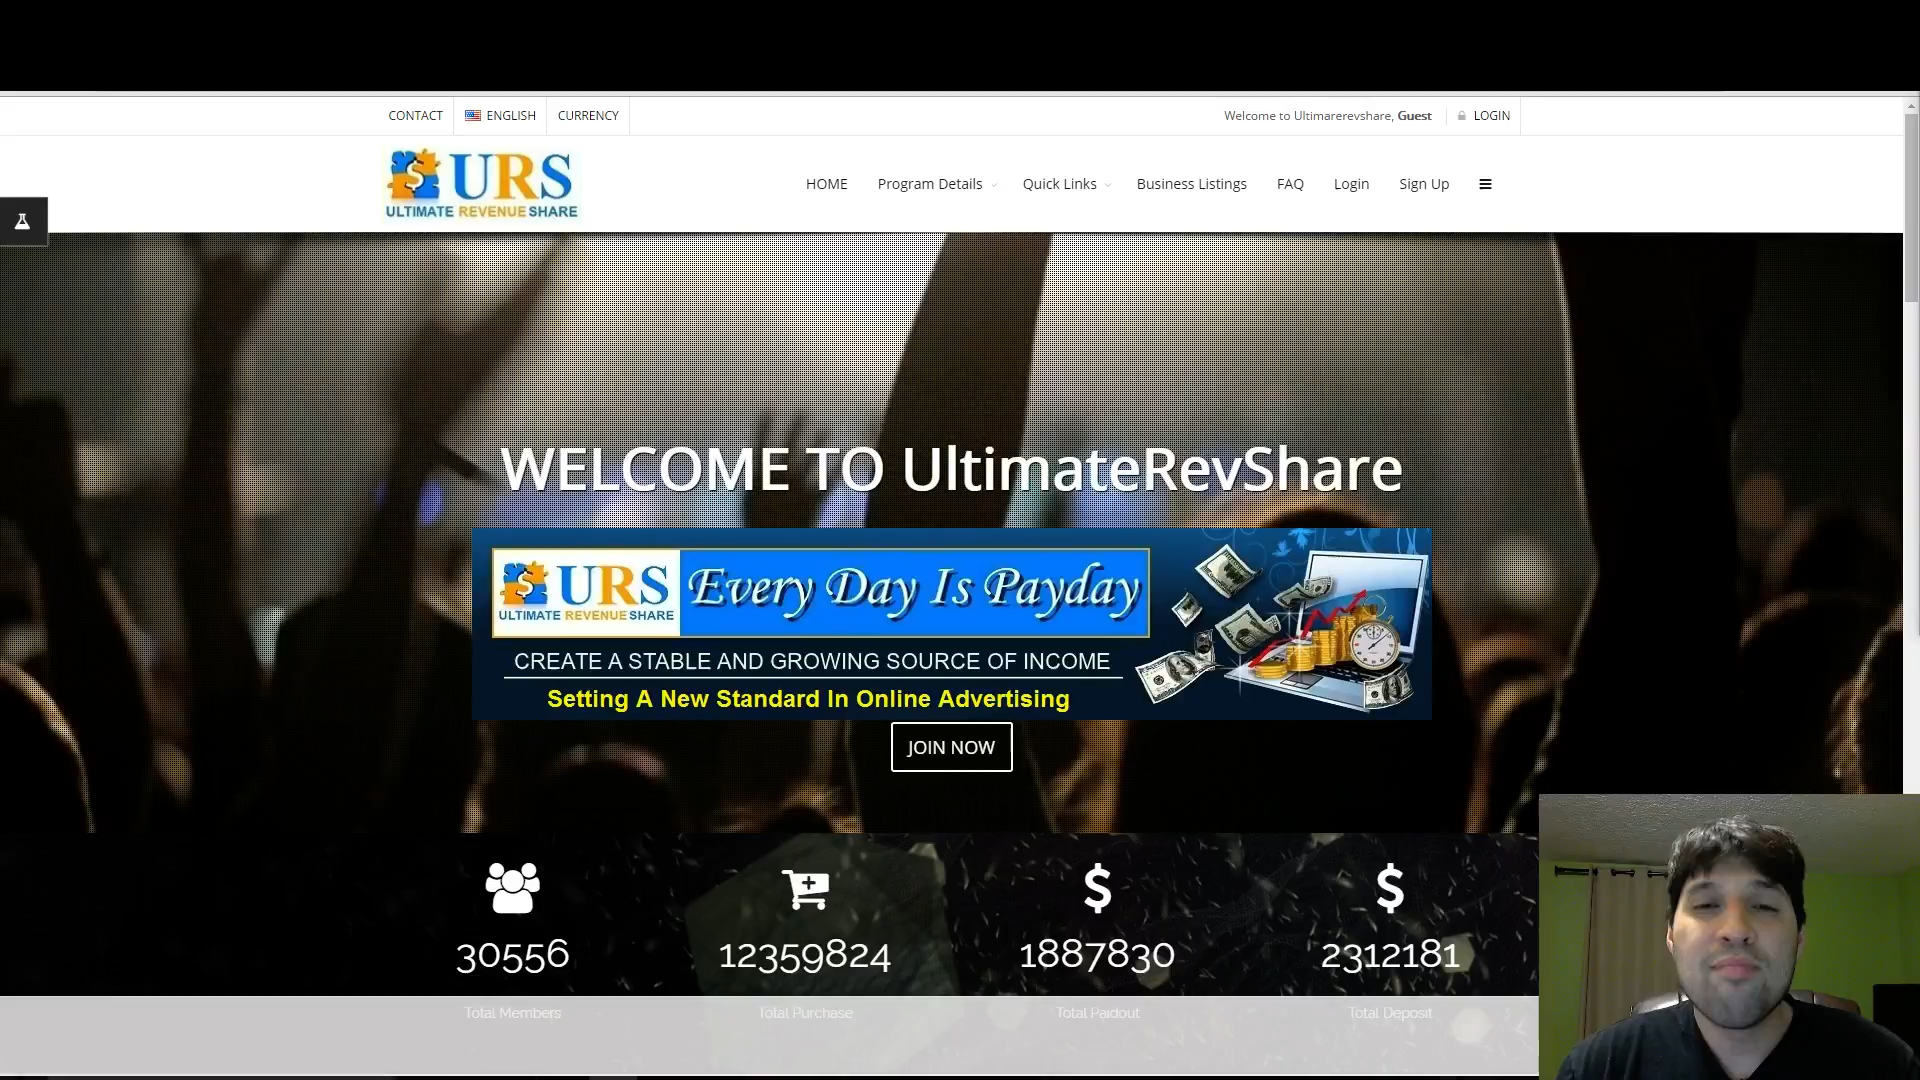 CONTACT
ENGLISH
CURRENCY
Welcome to Ultimarerevshare, Guest
LOGIN
URS
ULTIMATE REVENUE SHARE
HOME
Program Details
Quick Links
Business Listings
FAQ
Login
Sign Up
WELCOME TO UltimateRevShare
URS
ULTIMATE REVENUE SHARE
Every Day Is Payday
CREATE A STABLE AND GROWING SOURCE OF INCOME
Setting A New Standard In Online Advertising
JOIN NOW
30556
12359824
1887830
2312181
Total Members
Total Purchase
Total Paidout
Total Deposit